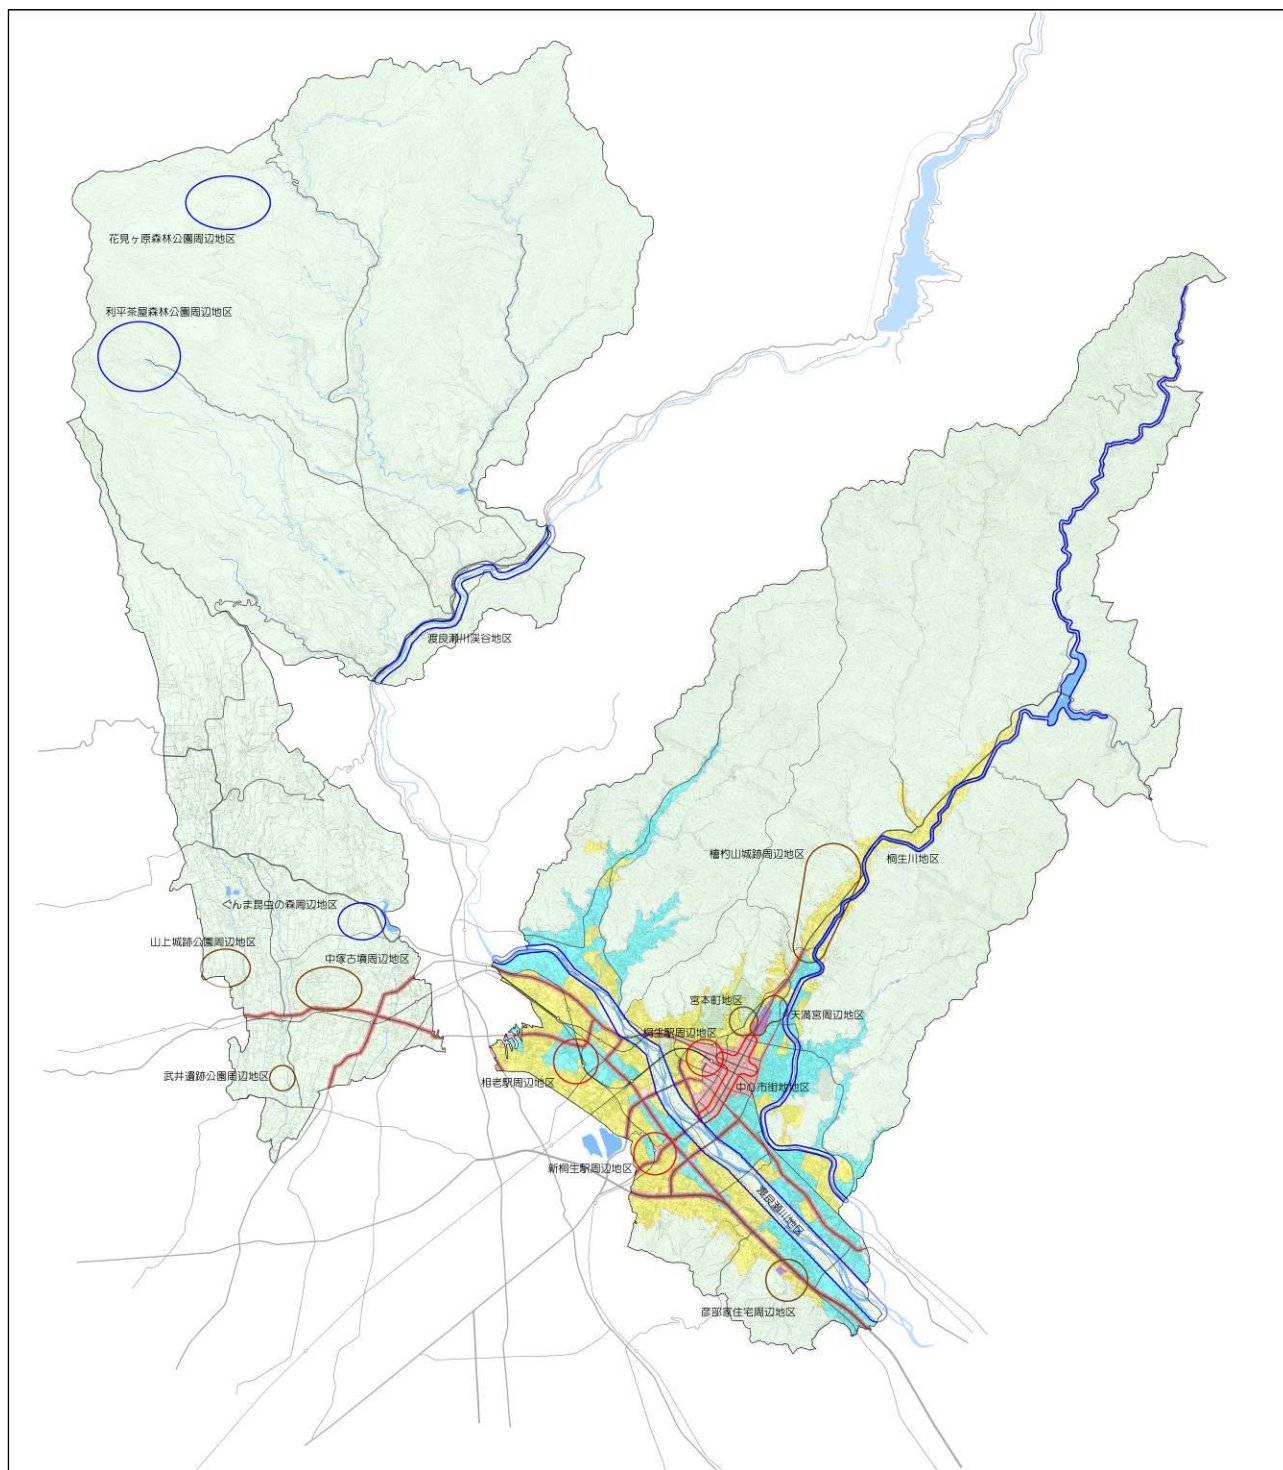 花見ヶ原森林公園周辺地区
利平茶屋森林公園周辺地区
渡良瀬川渓谷地区
檜杓山城跡周辺地区
桐生川地区
ぐんま昆虫の森周辺地区
山上城跡公園周辺地区
中塚古墳周辺地区
宮本町地区
天満宮周辺地区
桐生駅周辺地区
武井遺跡公園周辺地区
相老駅周辺地区
中心市街地地区
新桐生駅周辺地区
渡良瀬川地区
彦部家住宅周辺地区